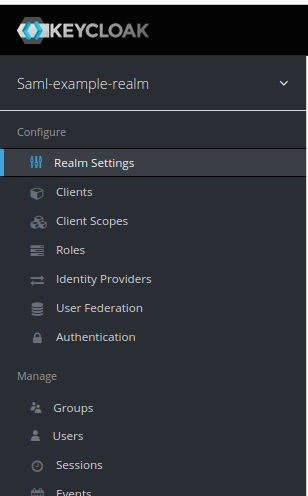 KEYCLOAK
Saml-example-realm
Configure
Realm Settings
Clients
Client Scopes
Roles
Identity Providers
User Federation
Authentication
Manage
Groups
Users
Sessions
Events